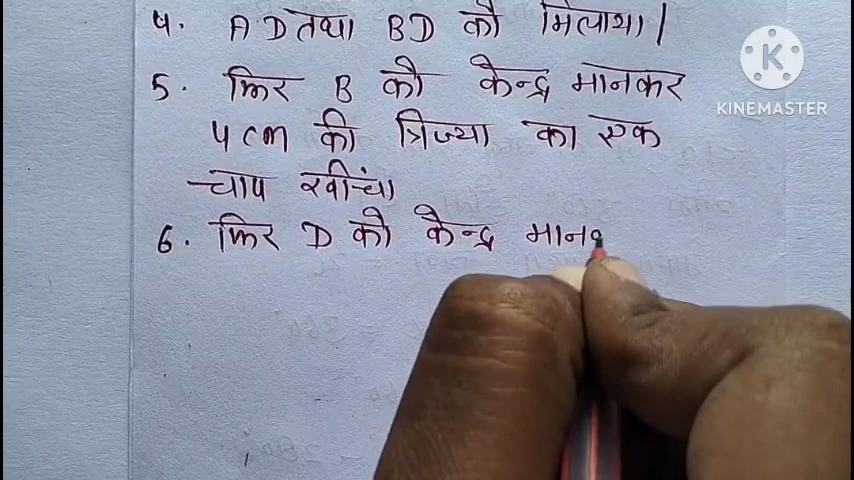 4. AD तथा BD को मिलाया|
5. फिर B को केन्द्र मानकर
4 cm की त्रिज्या का एक
चाप खींचा
6. फिर D को केन्द्र मान
KINEMASTER